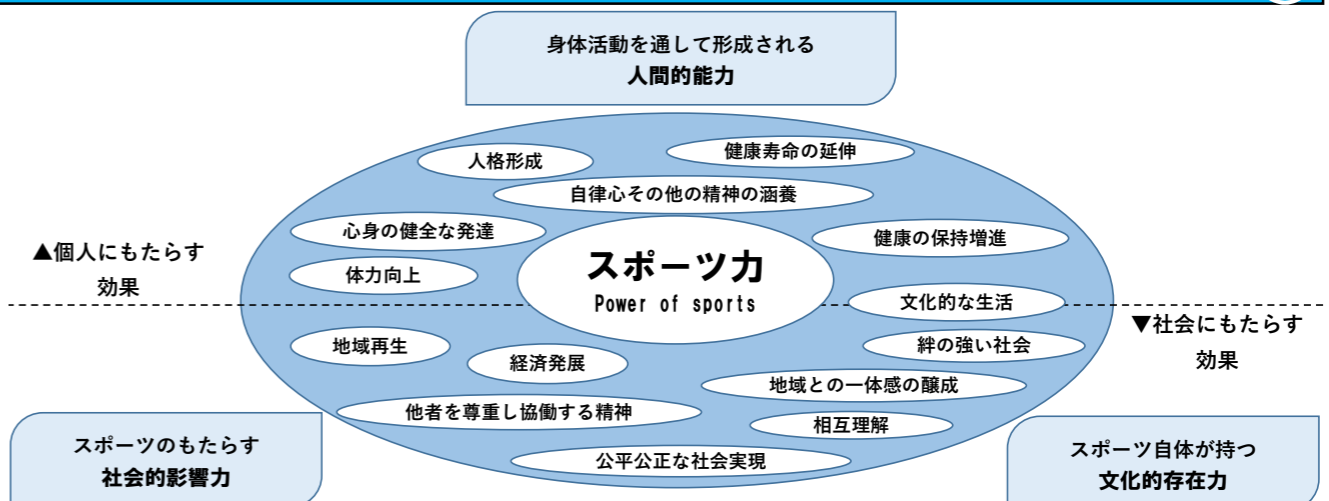 身体活動を通して形成される
人間的能力
人格形成
健康寿命の延伸
自律心その他の精神の涵養
心身の健全な発達
健康の保持増進
▲個人にもたらす
効果
体力向上
スポーツ力
Power of sports
文化的な生活
▼社会にもたらす
効果
地域再生
絆の強い社会
経済発展
地域との一体感の醸成
他者を尊重し協働する精神
相互理解
公平公正な社会実現
スポーツのもたらす
社会的影響力
スポーツ自体が持つ
文化的存在力